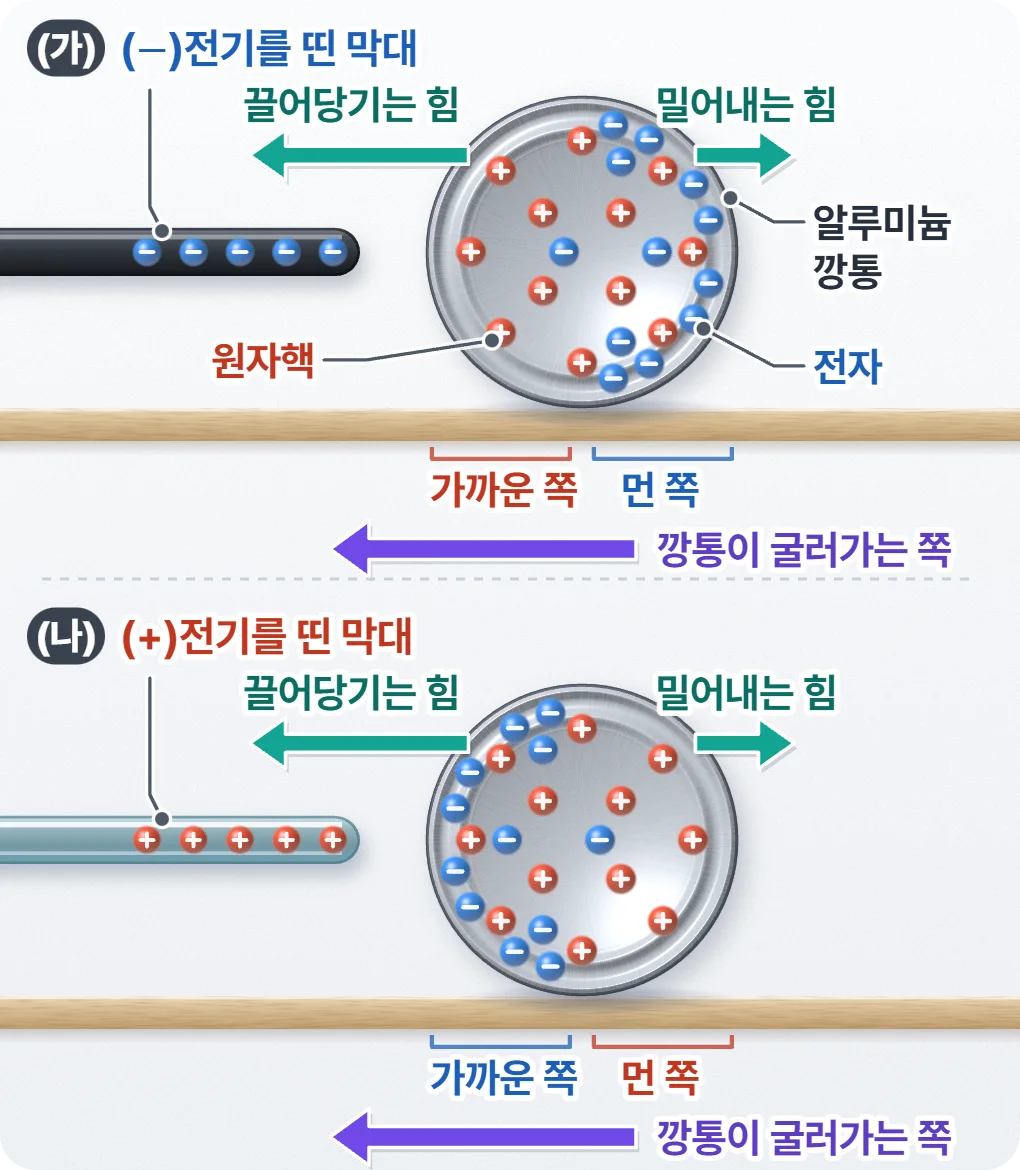 (가) (−)전기를 띤 막대
끌어당기는 힘
밀어내는 힘
알루미늄
깡통
원자핵
전자
가까운 쪽
먼 쪽
깡통이 굴러가는 쪽
(나) (+)전기를 띤 막대
끌어당기는 힘
밀어내는 힘
가까운 쪽
먼 쪽
깡통이 굴러가는 쪽